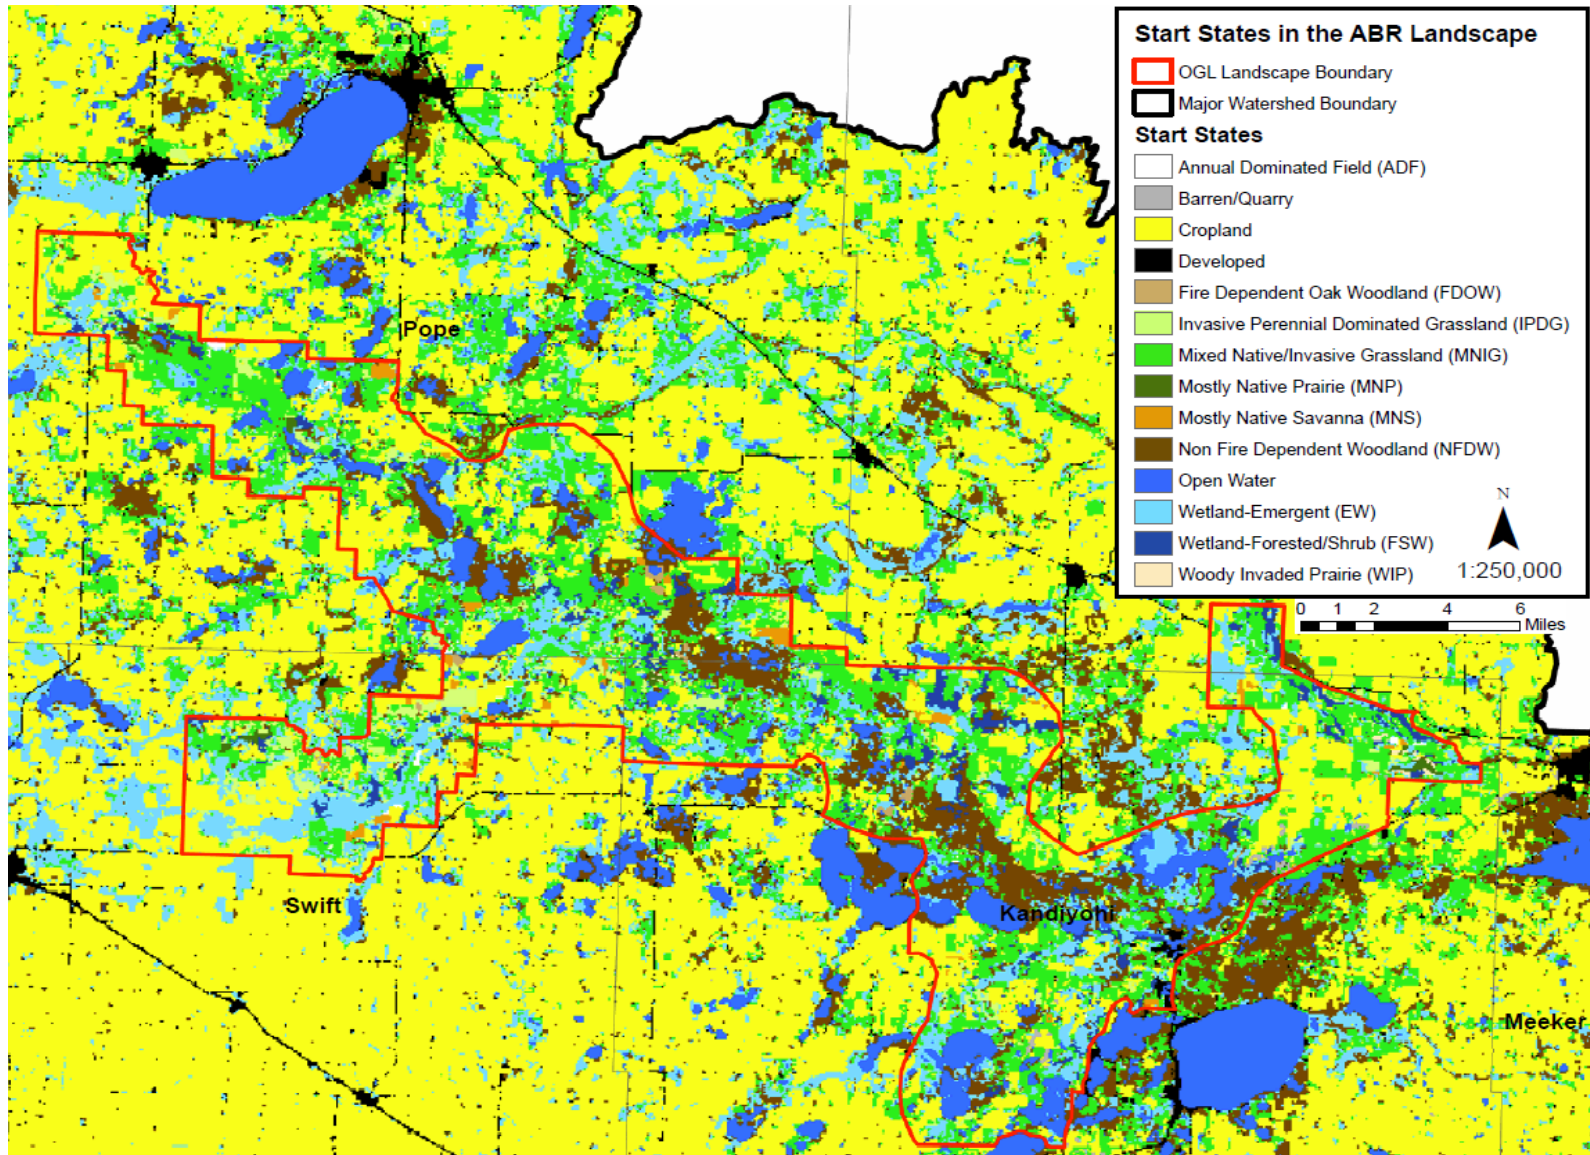 Start States in the ABR Landscape
OGL Landscape Boundary
Major Watershed Boundary
Start States
Annual Dominated Field (ADF)
Barren/Quarry
Cropland
Developed
Fire Dependent Oak Woodland (FDOW)
Invasive Perennial Dominated Grassland (IPDG)
Mixed Native/Invasive Grassland (MNIG)
Mostly Native Prairie (MNP)
Mostly Native Savanna (MNS)
Non Fire Dependent Woodland (NFDW)
Open Water
Wetland-Emergent (EW)
Wetland-Forested/Shrub (FSW)
Woody Invaded Prairie (WIP)
N
1:250,000
0 1 2 4 6
Miles
Pope
Swift
Kandiyohi
Meeker